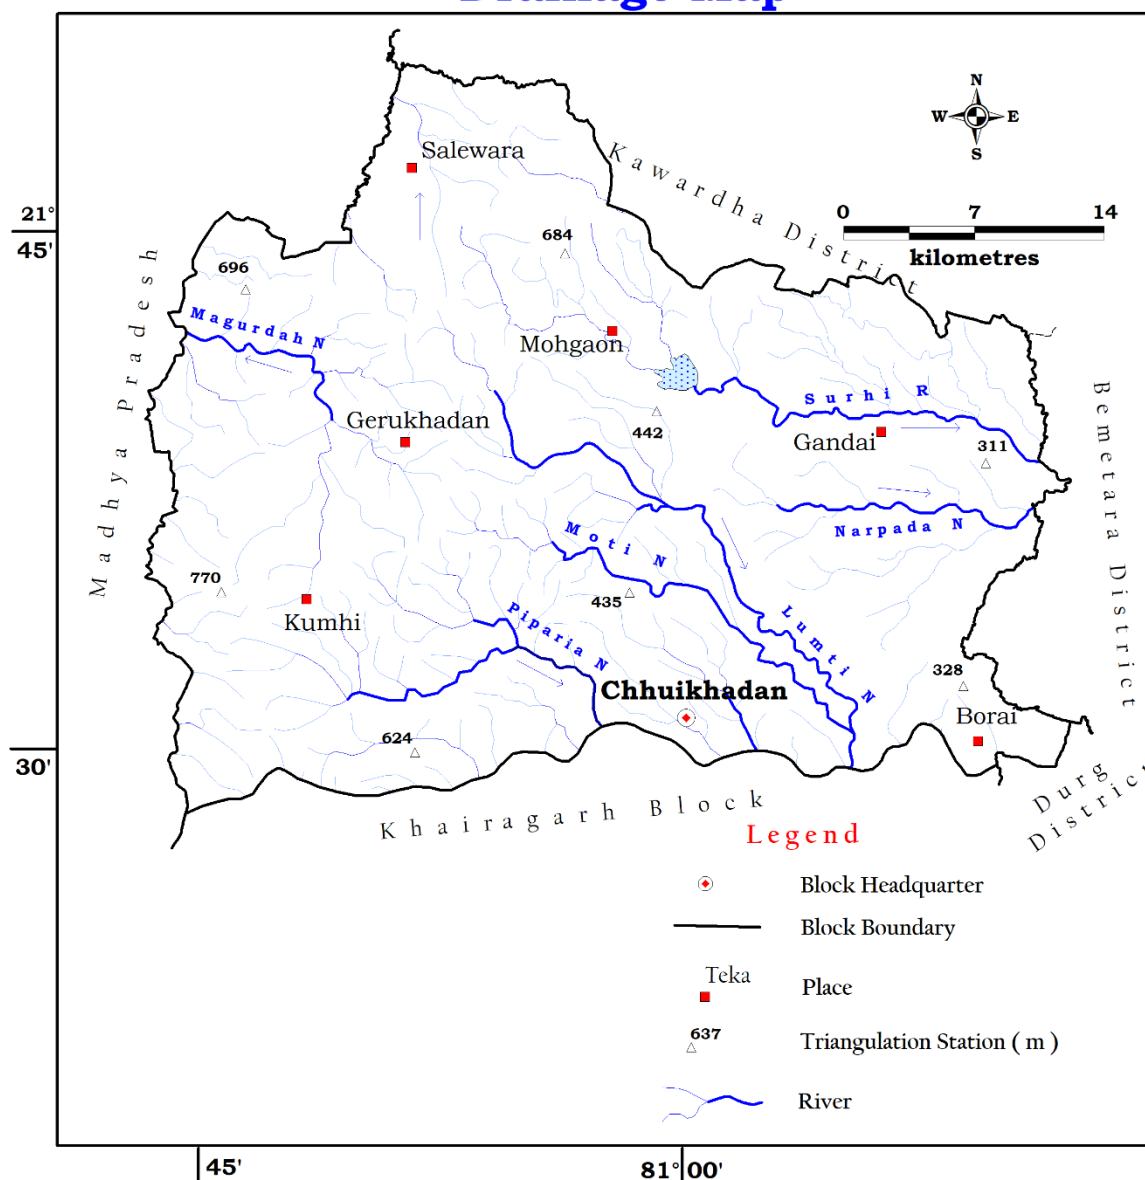 Drainage Map
N
W E
S
Kawardha District
0 7 14
kilometres
21°
45'
Salewara
684
696
Madhya Pradesh
Magurdah N
Mohgaon
Surhi R
Gerukhadan
442
Gandai
311
Bemetara District
Narpada N
Moti N
770
435
Kumhi
Piparia N
Lumti N
Chhuikhadan
328
Borai
624
30'
Khairagarh Block
Durg
District
Legend
Block Headquarter
Block Boundary
Teka
Place
637
Triangulation Station ( m )
River
45'
81° 00'